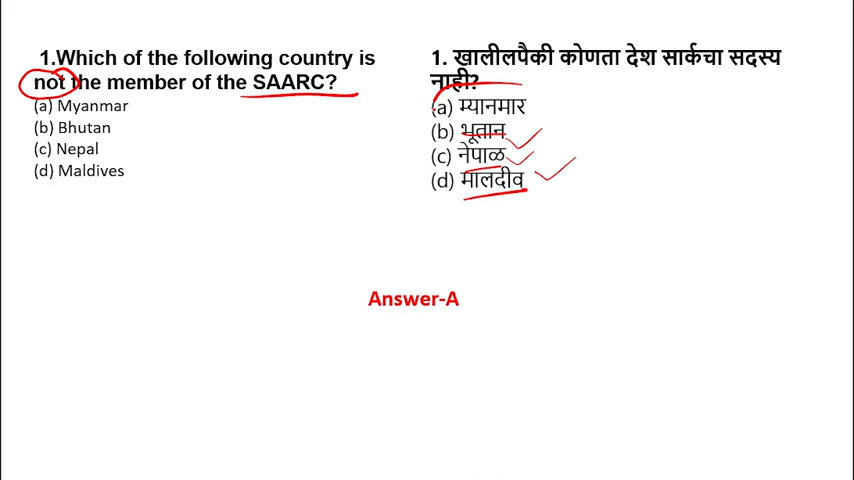 1.Which of the following country is
not the member of the SAARC?
(a) Myanmar
(b) Bhutan
(c) Nepal
(d) Maldives
1. खालीलपैकी कोणता देश सार्कचा सदस्य
नाही?
(a) म्यानमार
(b) भूतान
(c) नेपाळ
(d) मालदीव
Answer-A